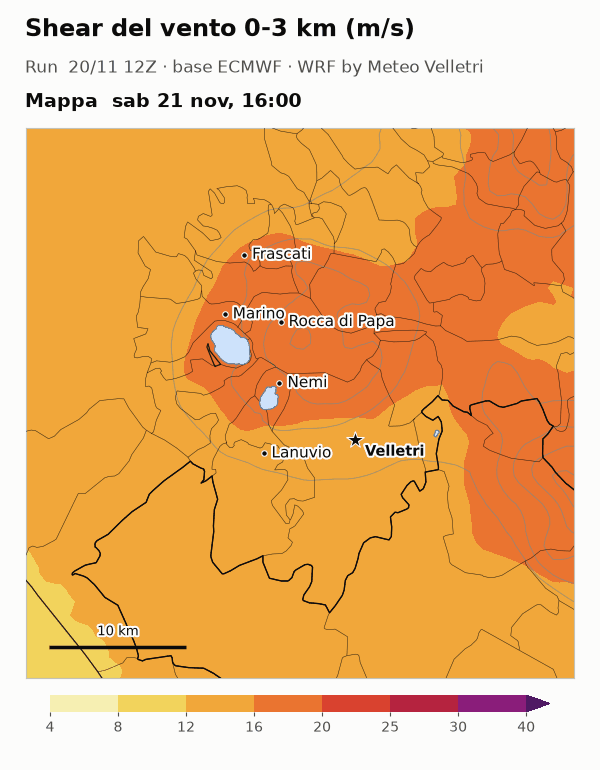 Shear del vento 0-3 km (m/s)
Run  20/11 12Z · base ECMWF · WRF by Meteo Velletri
Mappa  sab 21 nov, 16:00
Frascati
Marino
Rocca di Papa
Nemi
Velletri
Lanuvio
10 km
4 8 12 16 20 25 30 40